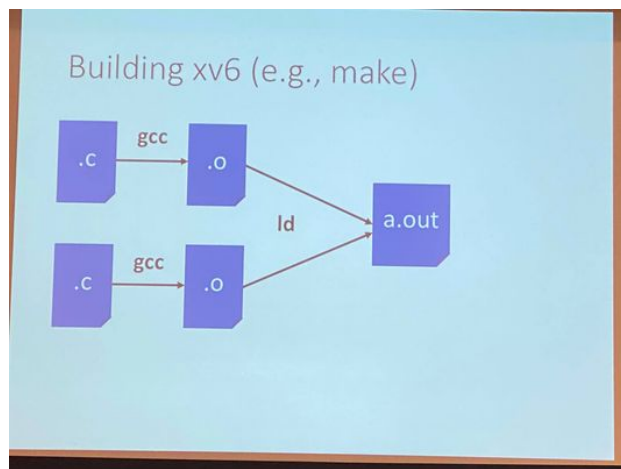 Building xv6 (e.g., make)
gcc
.c
.o
ld
a.out
gcc
.c
.o